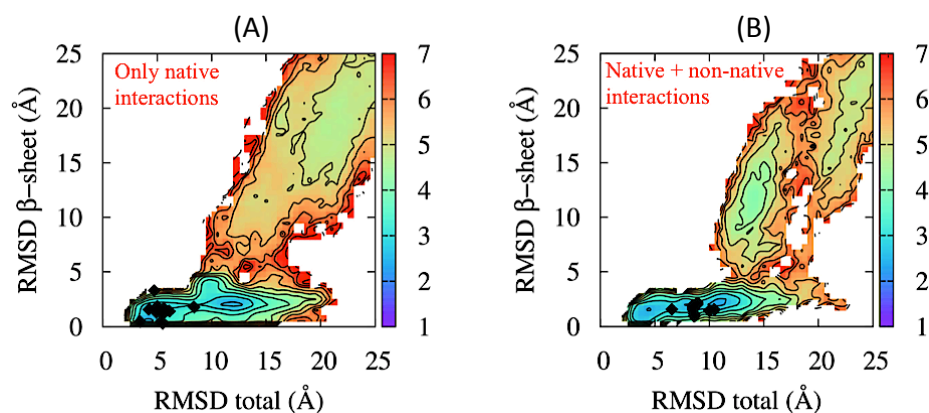 (A)
RMSD β−sheet (Å)
25
20
15
10
5
0
Only native
interactions
0 5 10 15 20 25
RMSD total (Å)
7
6
5
4
3
2
1
(B)
RMSD β−sheet (Å)
25
20
15
10
5
0
Native + non-native
interactions
0 5 10 15 20 25
RMSD total (Å)
7
6
5
4
3
2
1